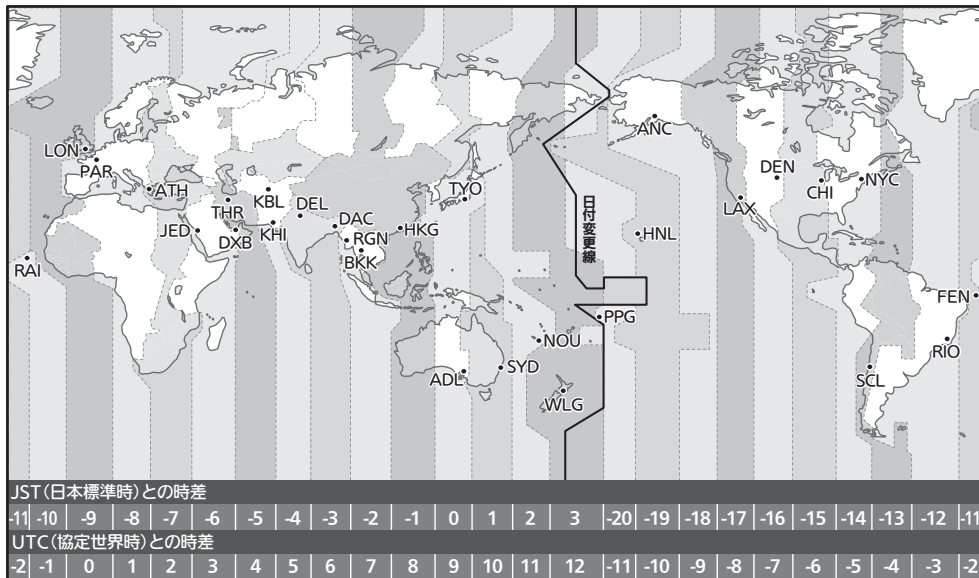 ANC
LON
PAR
DEN
NYC
CHI
ATH
KBL
TYO
DEL
THR
LAX
DAC
JED
DXB
KHI
RGN
HKG
日付変更線
HNL
BKK
RAI
FEN
PPG
NOU
RIO
ADL
SYD
SCL
WLG
JST(日本標準時)との時差
-11 -10 -9 -8 -7 -6 -5 -4 -3 -2 -1 0 1 2 3 -20 -19 -18 -17 -16 -15 -14 -13 -12 -11
UTC(協定世界時)との時差
-2 -1 0 1 2 3 4 5 6 7 8 9 10 11 12 -11 -10 -9 -8 -7 -6 -5 -4 -3 -2